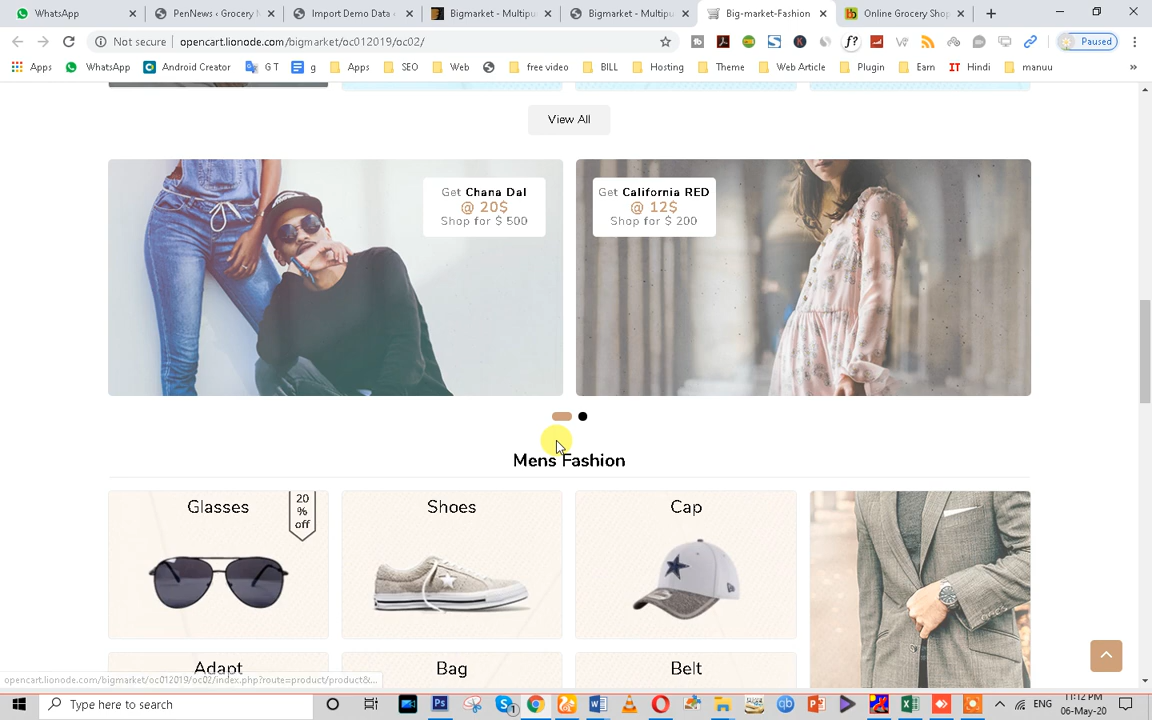 WhatsApp
PenNews ‹ Grocery
Import Demo Data ‹
Bigmarket - Multipu
Bigmarket - Multipu
Big-market-Fashion
Online Grocery Shop
Not secure
opencart.lionode.com/bigmarket/oc012019/oc02/
Paused
Apps
WhatsApp
Android Creator
G T
g
Apps
SEO
Web
free video
BILL
Hosting
Theme
Web Article
Plugin
Earn
IT Hindi
manuu
View All
Get Chana Dal
@ 20$
Shop for $ 500
Get California RED
@ 12$
Shop for $ 200
Mens Fashion
Glasses
20
%
off
Shoes
Cap
Adapt
Bag
Belt
opencart.lionode.com/bigmarket/oc012019/oc02/index.php?route=product/product&...
Type here to search
ENG
11:12 PM
06-May-20